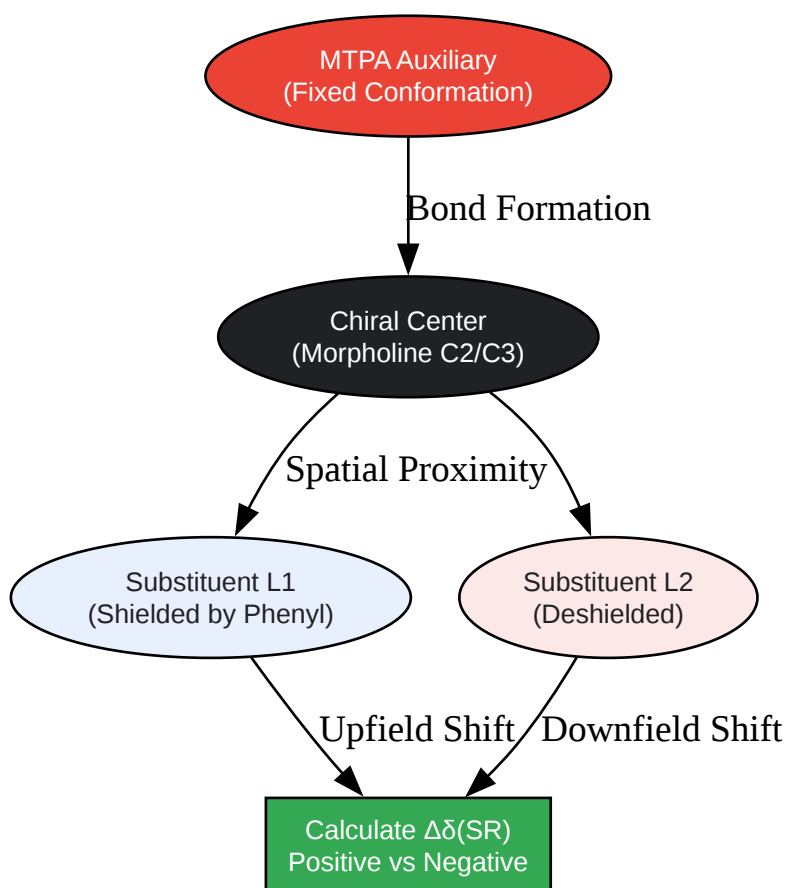 MTPA Auxiliary
(Fixed Conformation)
Bond Formation
Chiral Center
(Morpholine C2/C3)
Spatial Proximity
Substituent L1
(Shielded by Phenyl)
Substituent L2
(Deshielded)
Upfield Shift
Downfield Shift
Calculate Δδ(SR)
Positive vs Negative